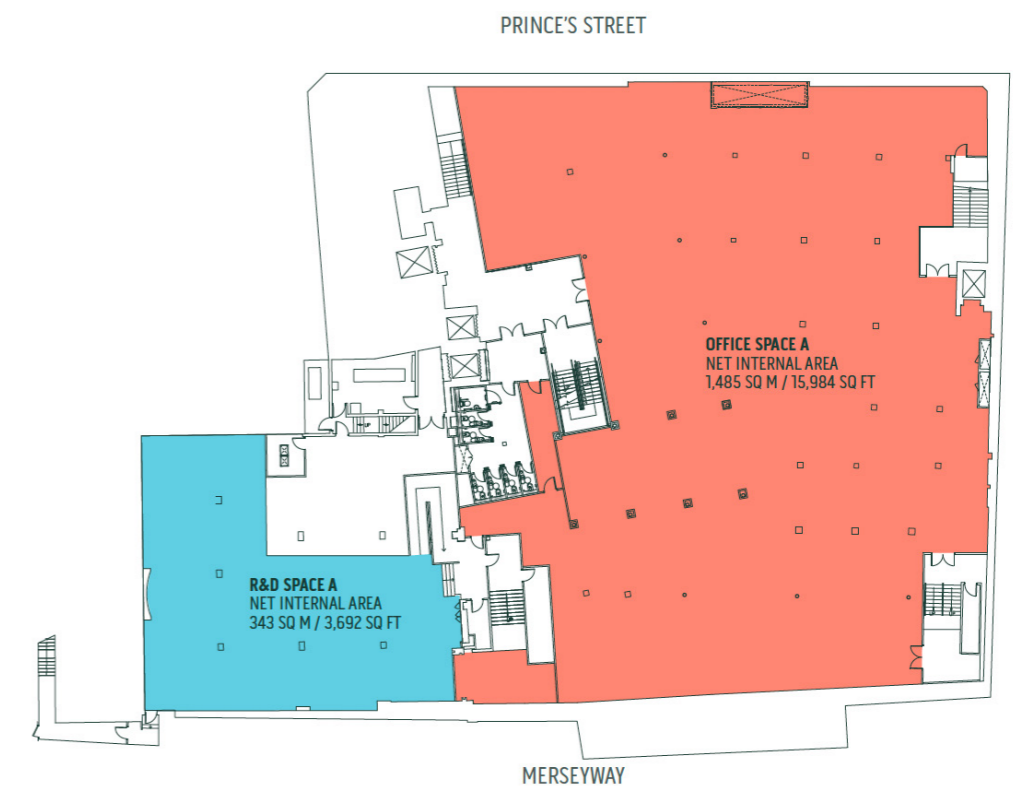 PRINCE'S STREET
OFFICE SPACE A
NET INTERNAL AREA
1,485 SQ M / 15,984 SQ FT
R&D SPACE A
NET INTERNAL AREA
343 SQ M / 3,692 SQ FT
MERSEYWAY